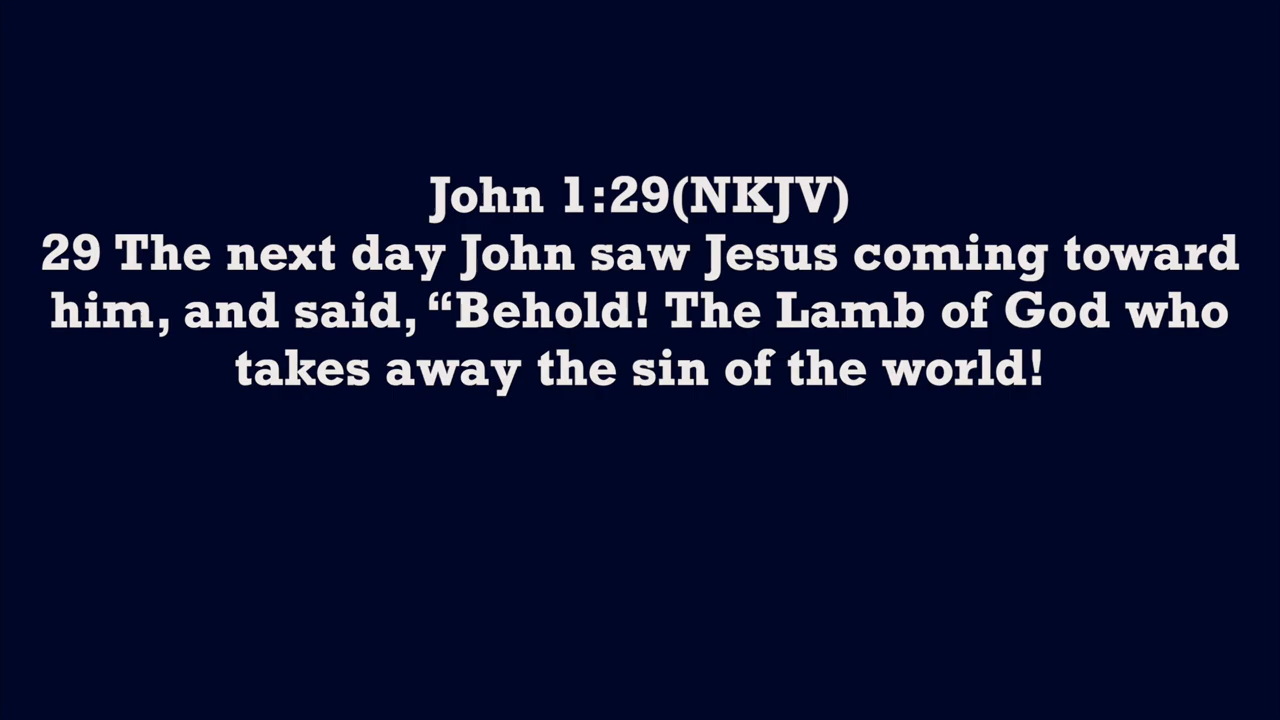 John 1:29(NKJV)
29 The next day John saw Jesus coming toward
him, and said, “Behold! The Lamb of God who
takes away the sin of the world!